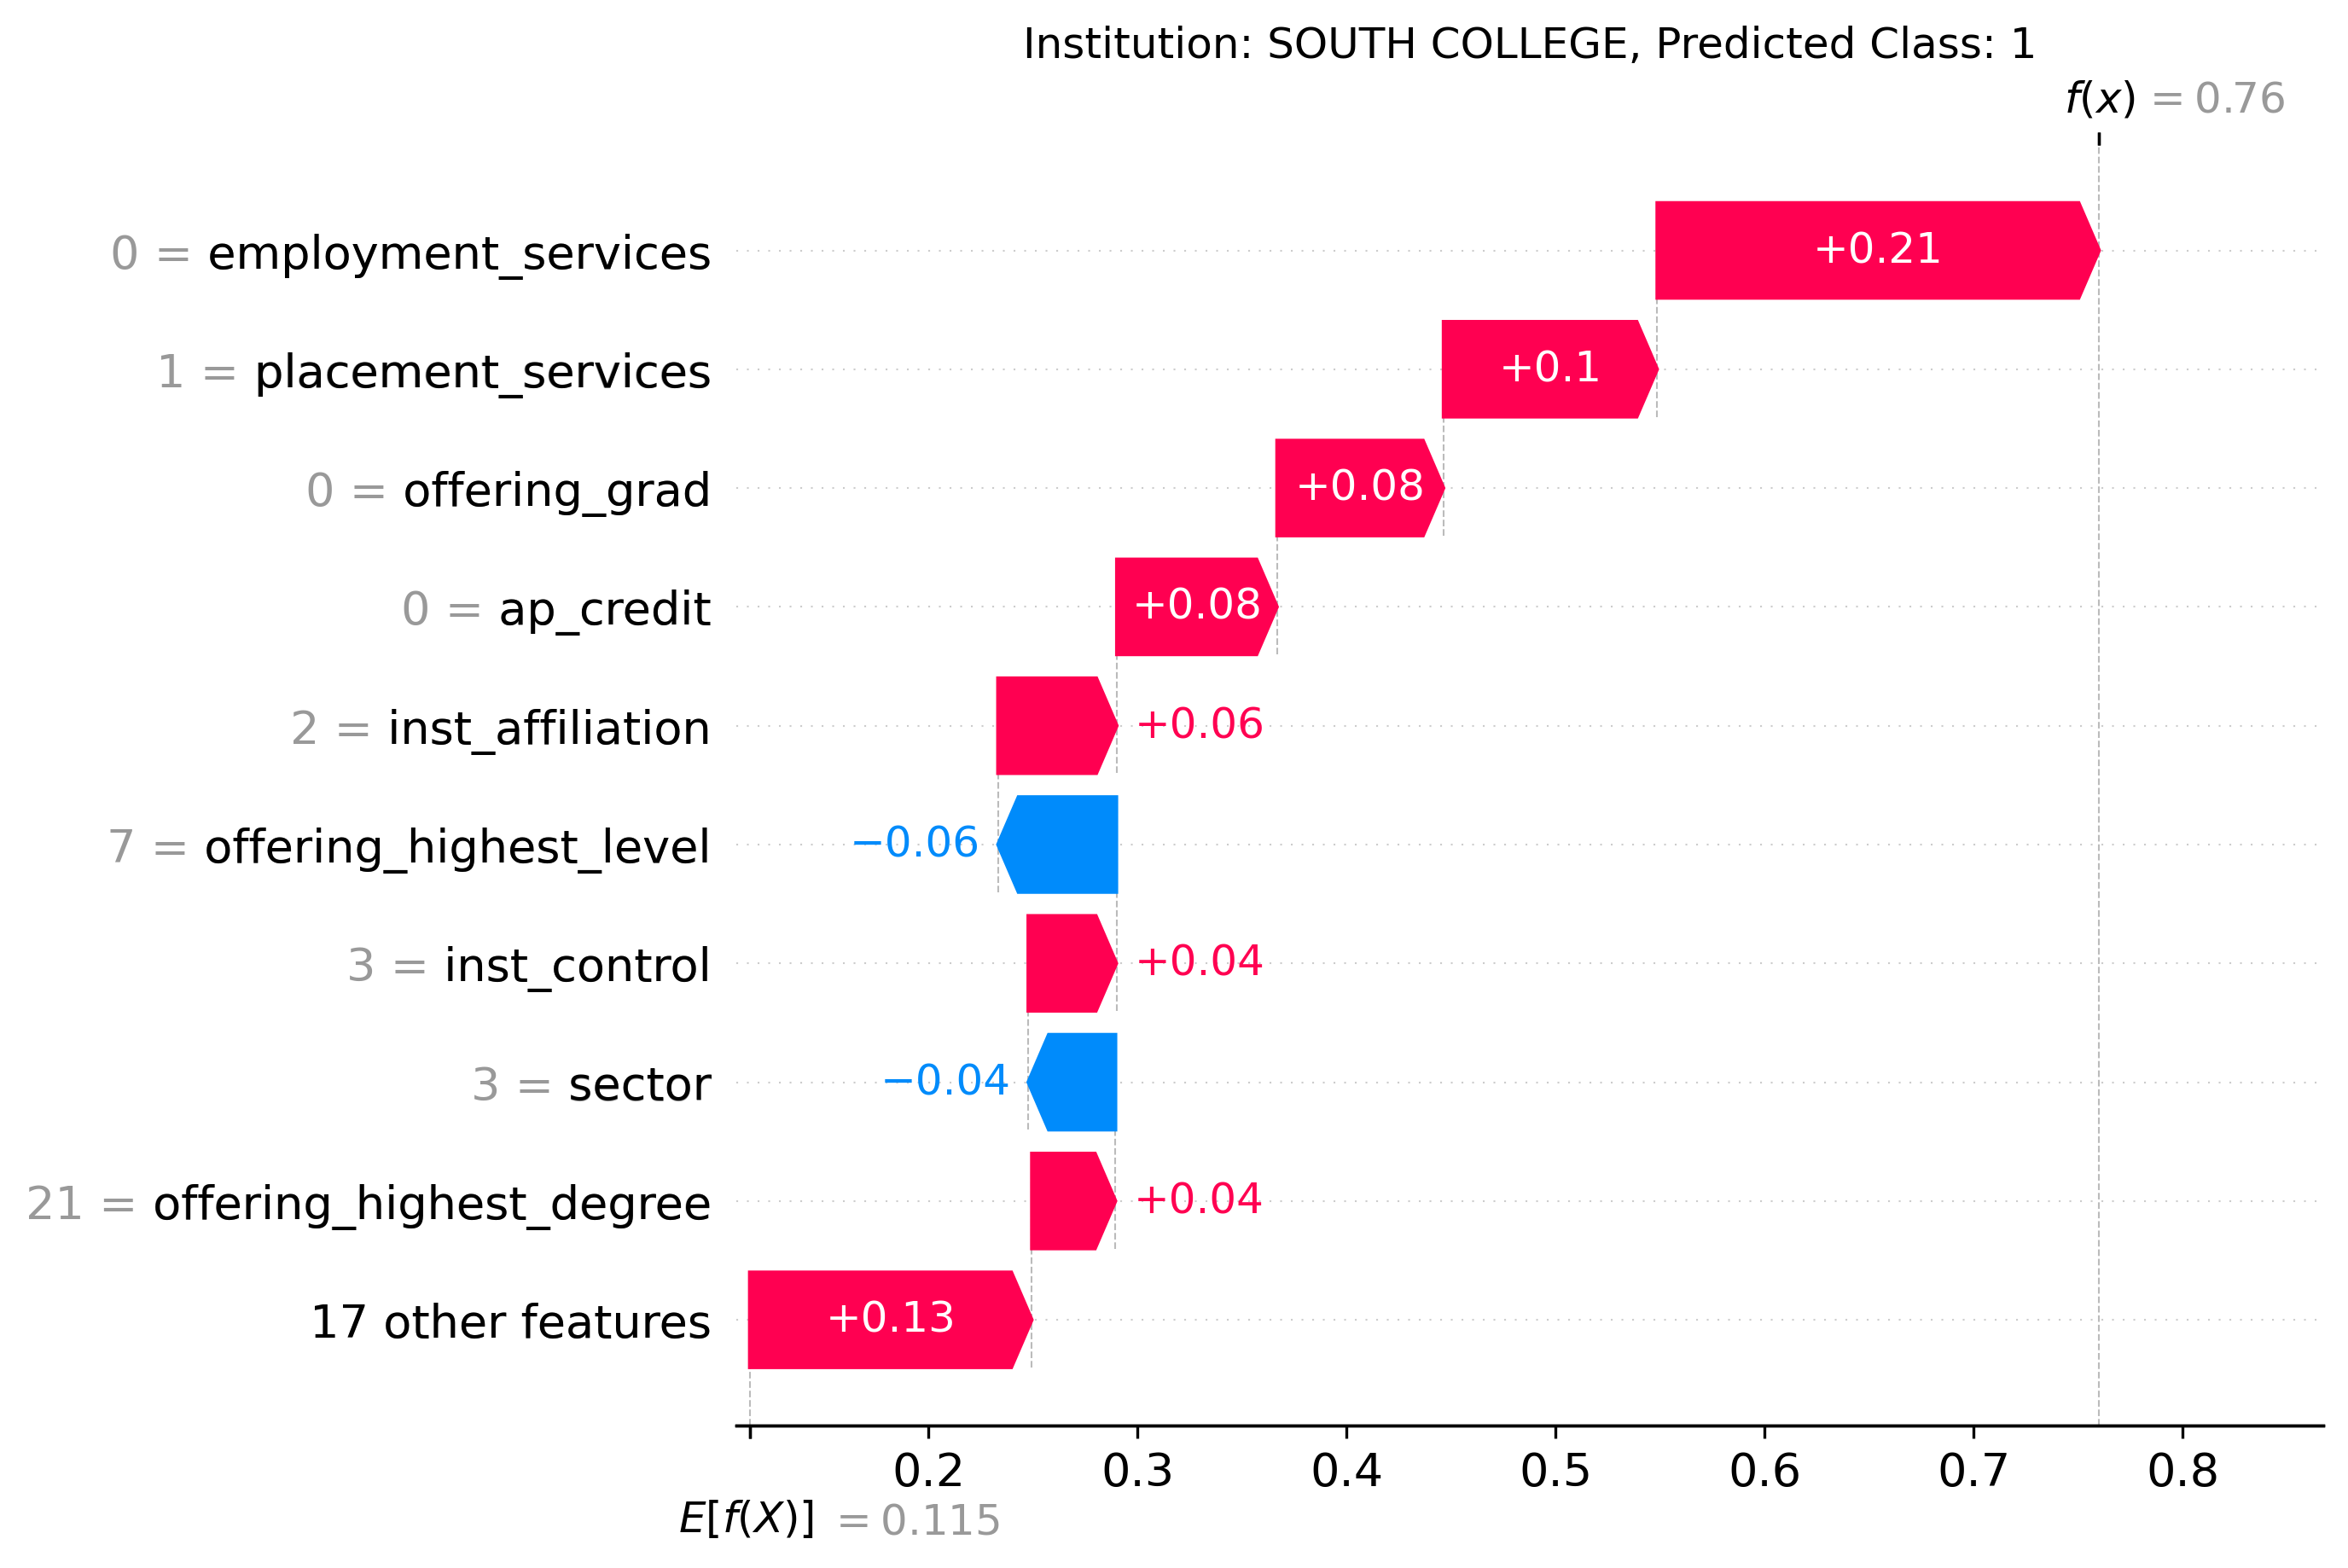 Institution: SOUTH COLLEGE, Predicted Class: 1
f(x) = 0.76
0 = employment_services +0.21
1 = placement_services +0.1
0 = offering_grad +0.08
0 = ap_credit +0.08
2 = inst_affiliation +0.06
7 = offering_highest_level −0.06
3 = inst_control +0.04
3 = sector −0.04
21 = offering_highest_degree +0.04
17 other features +0.13
0.2 0.3 0.4 0.5 0.6 0.7 0.8
E[f(X)] = 0.115